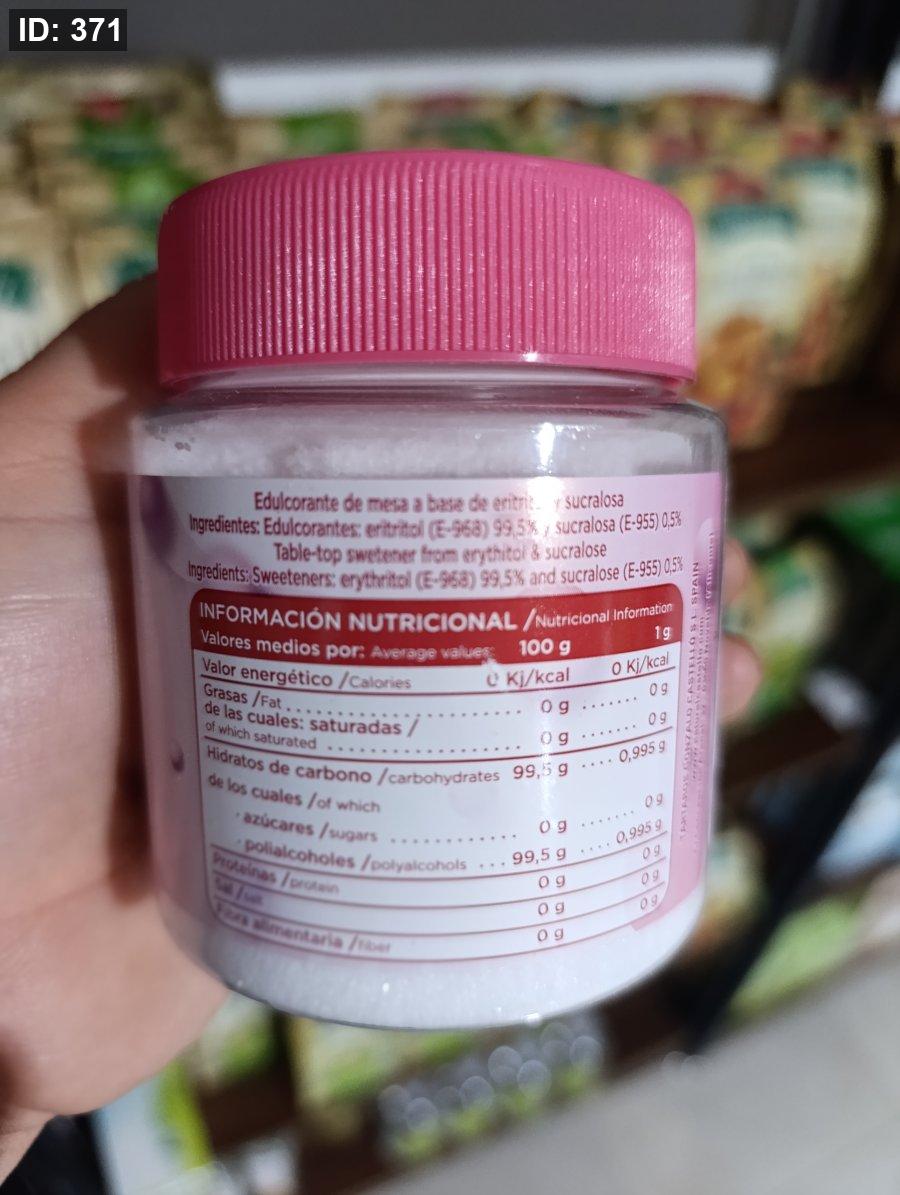 ID: 371
Edulcorante de mesa a base de eritrit y sucralosa
Ingredientes: Edulcorantes: eritritol (E-968) 99,5% y sucralosa (E-955) 0,5%
Table-top swetener from erythitol & sucralose
Ingredients: Sweeteners: erythritol (E-968) 99,5% and sucralose (E-955) 0,5%
INFORMACIÓN NUTRICIONAL /Nutricional Information
Valores medios por: Average values: 100 g 1 g
Valor energético /Calories 0 Kj/kcal 0 Kj/kcal
Grasas /Fat 0 g 0 g
de las cuales: saturadas /
of which saturated 0 g 0 g
Hidratos de carbono /carbohydrates 99,5 g 0,995 g
de los cuales /of which
· azúcares /sugars 0 g 0 g
· polialcoholes /polyalcohols 99,5 g 0,995 g
Proteínas /protein 0 g 0 g
Sal /salt 0 g 0 g
Fibra alimentaria /fiber 0 g 0 g
GONZALO CASTELLÓ S.L. SPAIN